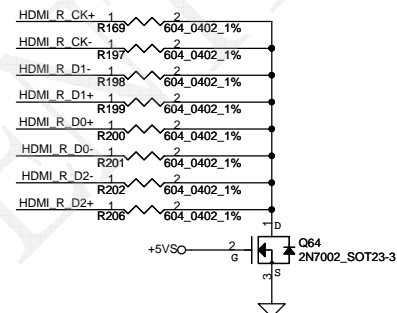 HDMI_R_CK+ 1 2
R169 604_0402_1%
HDMI_R_CK- 1 2
R197 604_0402_1%
HDMI_R_D1- 1 2
R198 604_0402_1%
HDMI_R_D1+ 1 2
R199 604_0402_1%
HDMI_R_D0+ 1 2
R200 604_0402_1%
HDMI_R_D0- 1 2
R201 604_0402_1%
HDMI_R_D2- 1 2
R202 604_0402_1%
HDMI_R_D2+ 1 2
R206 604_0402_1%
1 D
+5VS 2 G
Q64
2N7002_SOT23-3
3 S